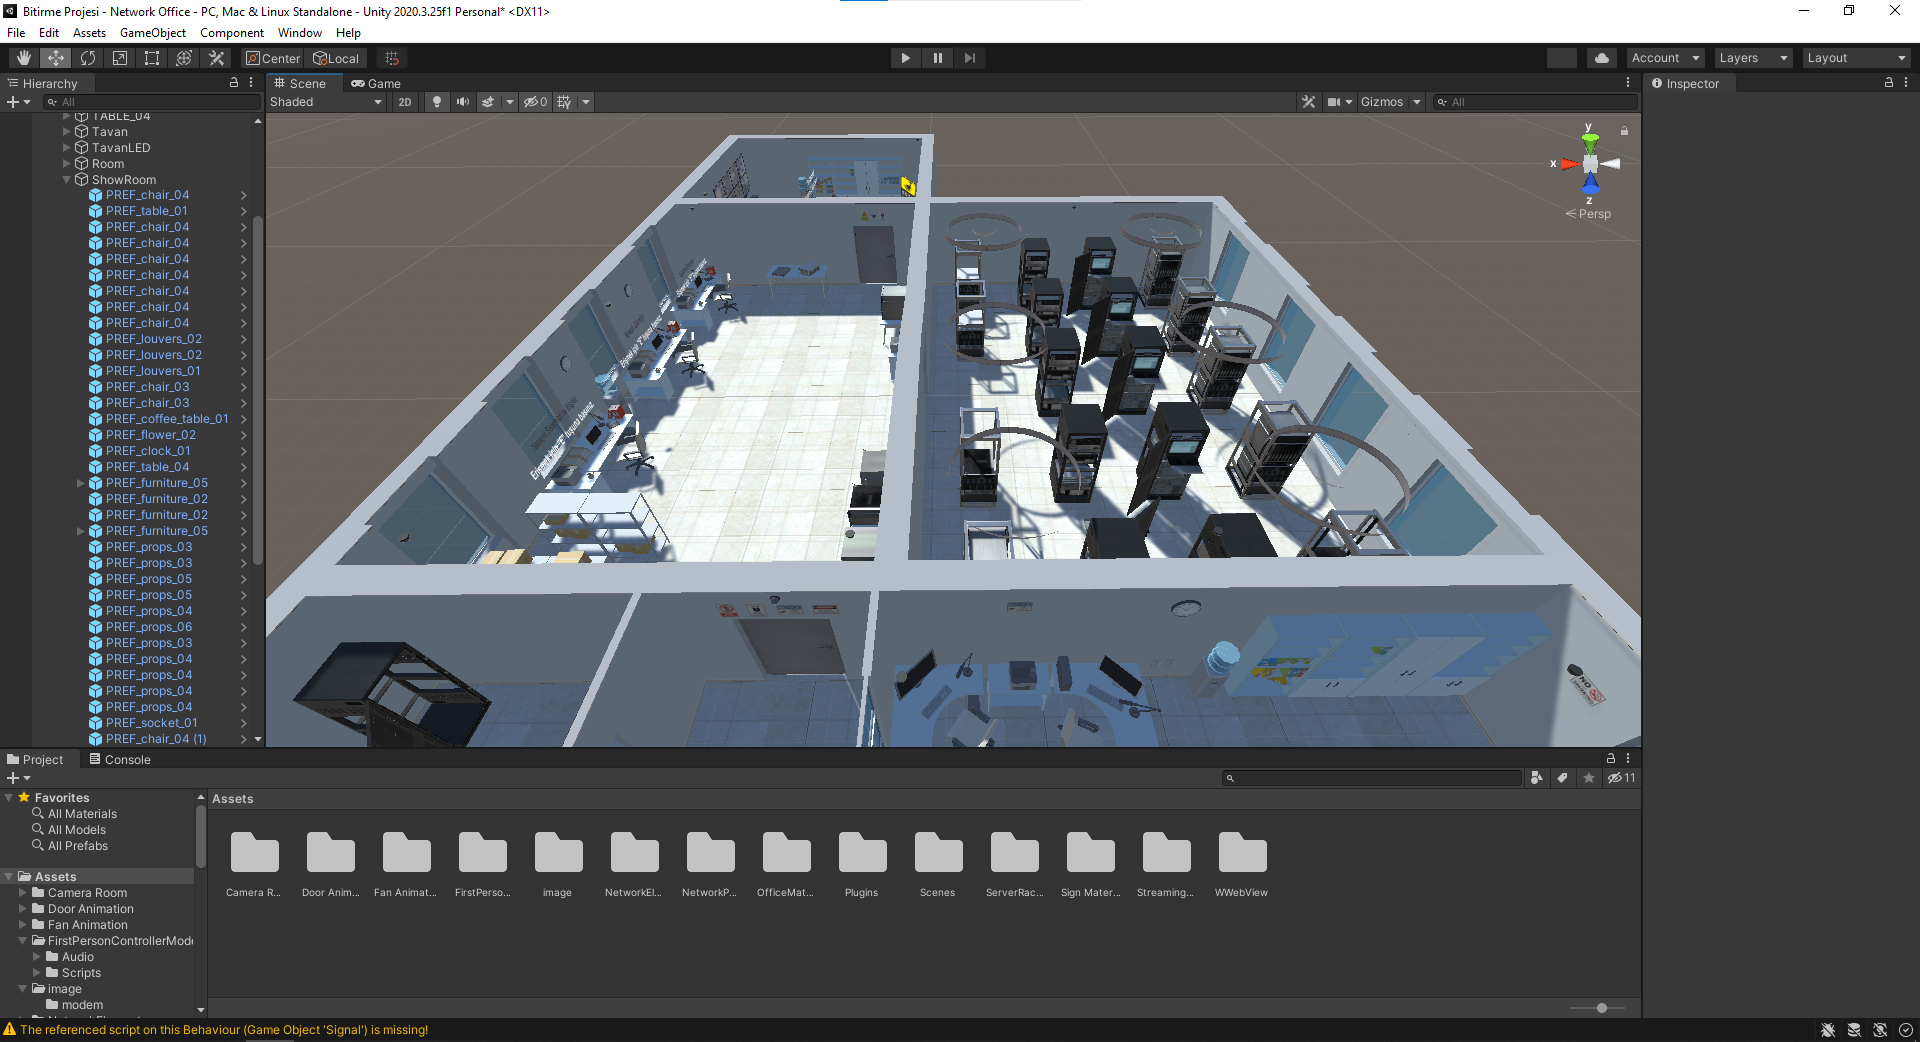 Bitirme Projesi - Network Office - PC, Mac & Linux Standalone - Unity 2020.3.25f1 Personal* <DX11>
File Edit Assets GameObject Component Window Help
Center Local
Account Layers Layout
Hierarchy
All
TABLE_04
Tavan
TavanLED
Room
ShowRoom
PREF_chair_04
PREF_table_01
PREF_chair_04
PREF_chair_04
PREF_chair_04
PREF_chair_04
PREF_chair_04
PREF_chair_04
PREF_chair_04
PREF_louvers_02
PREF_louvers_02
PREF_louvers_01
PREF_chair_03
PREF_chair_03
PREF_coffee_table_01
PREF_flower_02
PREF_clock_01
PREF_table_04
PREF_furniture_05
PREF_furniture_02
PREF_furniture_02
PREF_furniture_05
PREF_props_03
PREF_props_03
PREF_props_05
PREF_props_05
PREF_props_04
PREF_props_06
PREF_props_03
PREF_props_04
PREF_props_04
PREF_props_04
PREF_props_04
PREF_socket_01
PREF_chair_04 (1)
Scene Game
Shaded 2D 0 Gizmos All
y
x
z
Persp
NO
Inspector
Project Console
11
Favorites
All Materials
All Models
All Prefabs
Assets
Camera Room
Door Animation
Fan Animation
FirstPersonControllerMode
Audio
Scripts
image
modem
Assets
Camera R... Door Anim... Fan Animat... FirstPerso... image NetworkEl... NetworkP... OfficeMat... Plugins Scenes ServerRac... Sign Mater... Streaming... WWebView
The referenced script on this Behaviour (Game Object 'Signal') is missing!